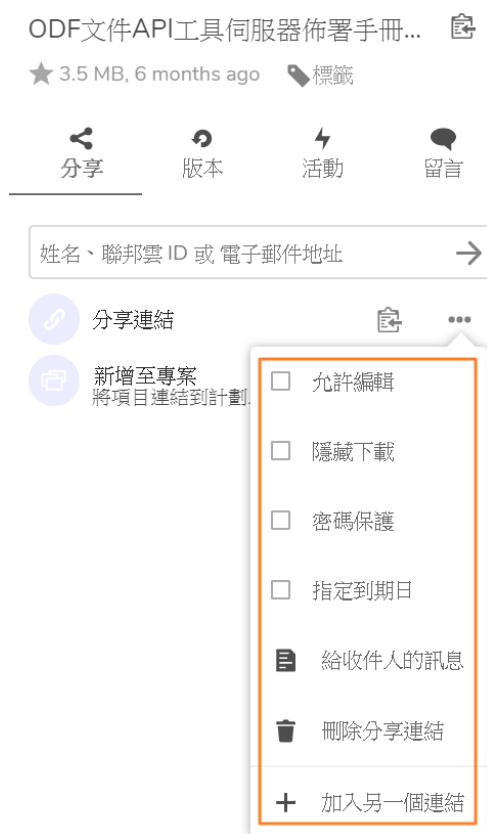 ODF文件API工具伺服器佈署手冊...
3.5 MB, 6 months ago 標籤
分享 版本 活動 留言
姓名、聯邦雲 ID 或 電子郵件地址
分享連結
新增至專案
將項目連結到計劃.
允許編輯
隱藏下載
密碼保護
指定到期日
給收件人的訊息
刪除分享連結
加入另一個連結